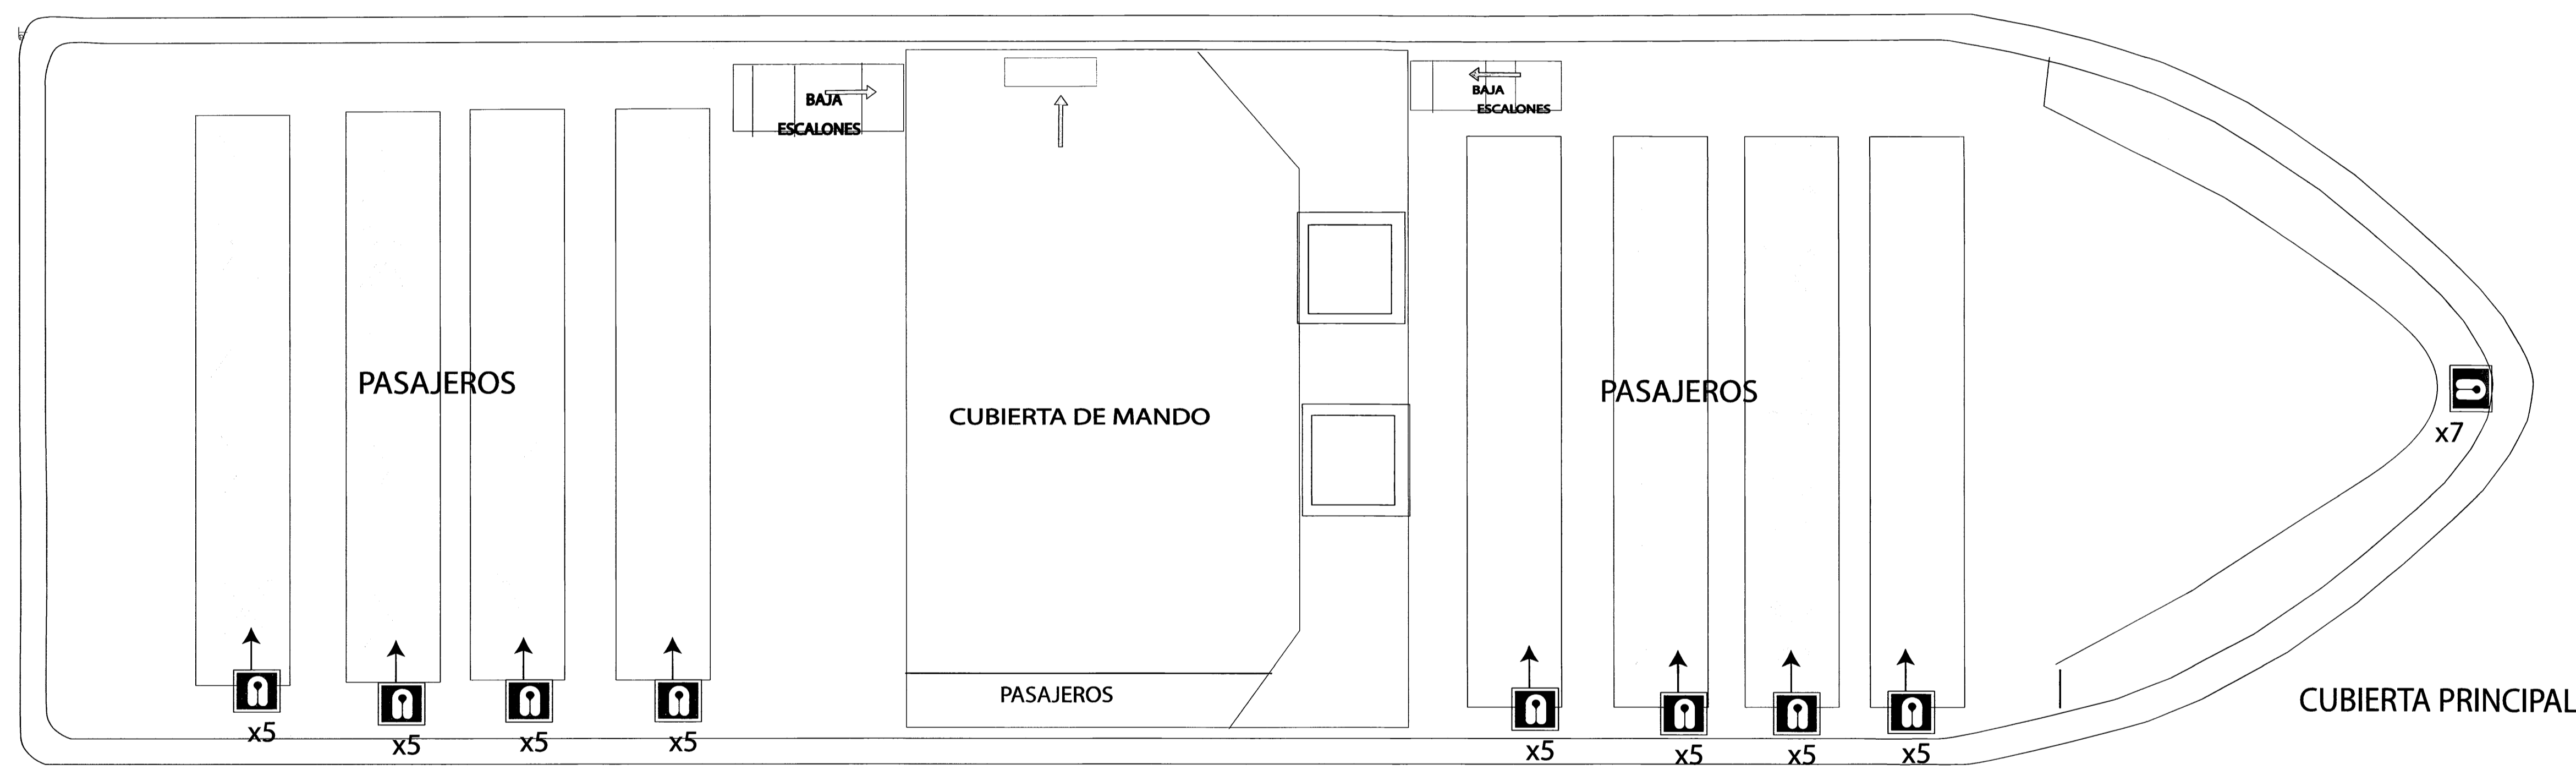 BAJA
ESCALONES
BAJA
ESCALONES
PASAJEROS
CUBIERTA DE MANDO
PASAJEROS
x7
PASAJEROS
CUBIERTA PRINCIPAL
x5
x5
x5
x5
x5
x5
x5
x5